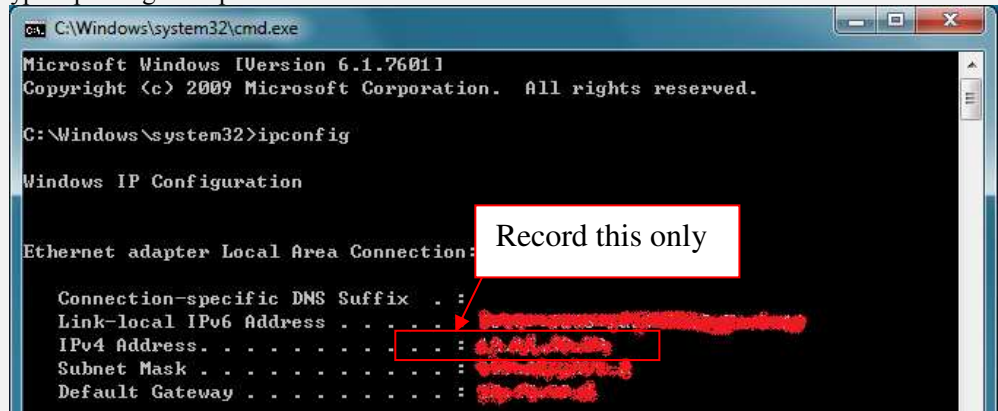 C:\Windows\system32\cmd.exe
Microsoft Windows [Version 6.1.7601]
Copyright (c) 2009 Microsoft Corporation.  All rights reserved.
C:\Windows\system32>ipconfig
Windows IP Configuration
Record this only
Ethernet adapter Local Area Connection:
Connection-specific DNS Suffix  . :
Link-local IPv6 Address . . . . . :
IPv4 Address. . . . . . . . . . . :
Subnet Mask . . . . . . . . . . . :
Default Gateway . . . . . . . . . :